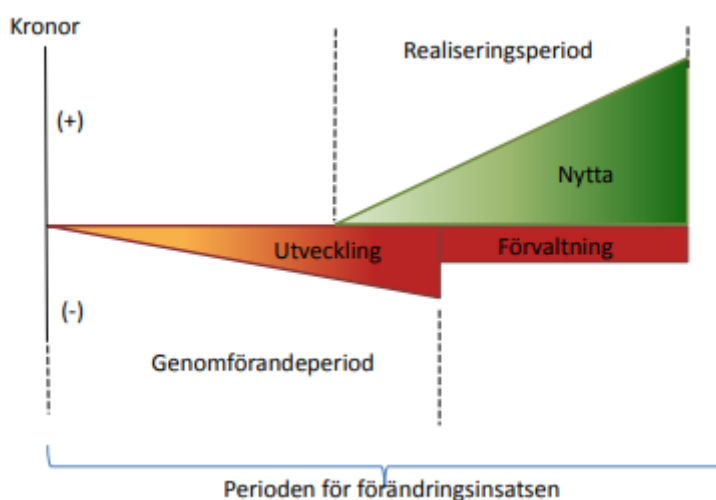 Kronor
Realiseringsperiod
(+)
Nytta
Utveckling
Förvaltning
(-)
Genomförandeperiod
Perioden för förändringsinsatsen